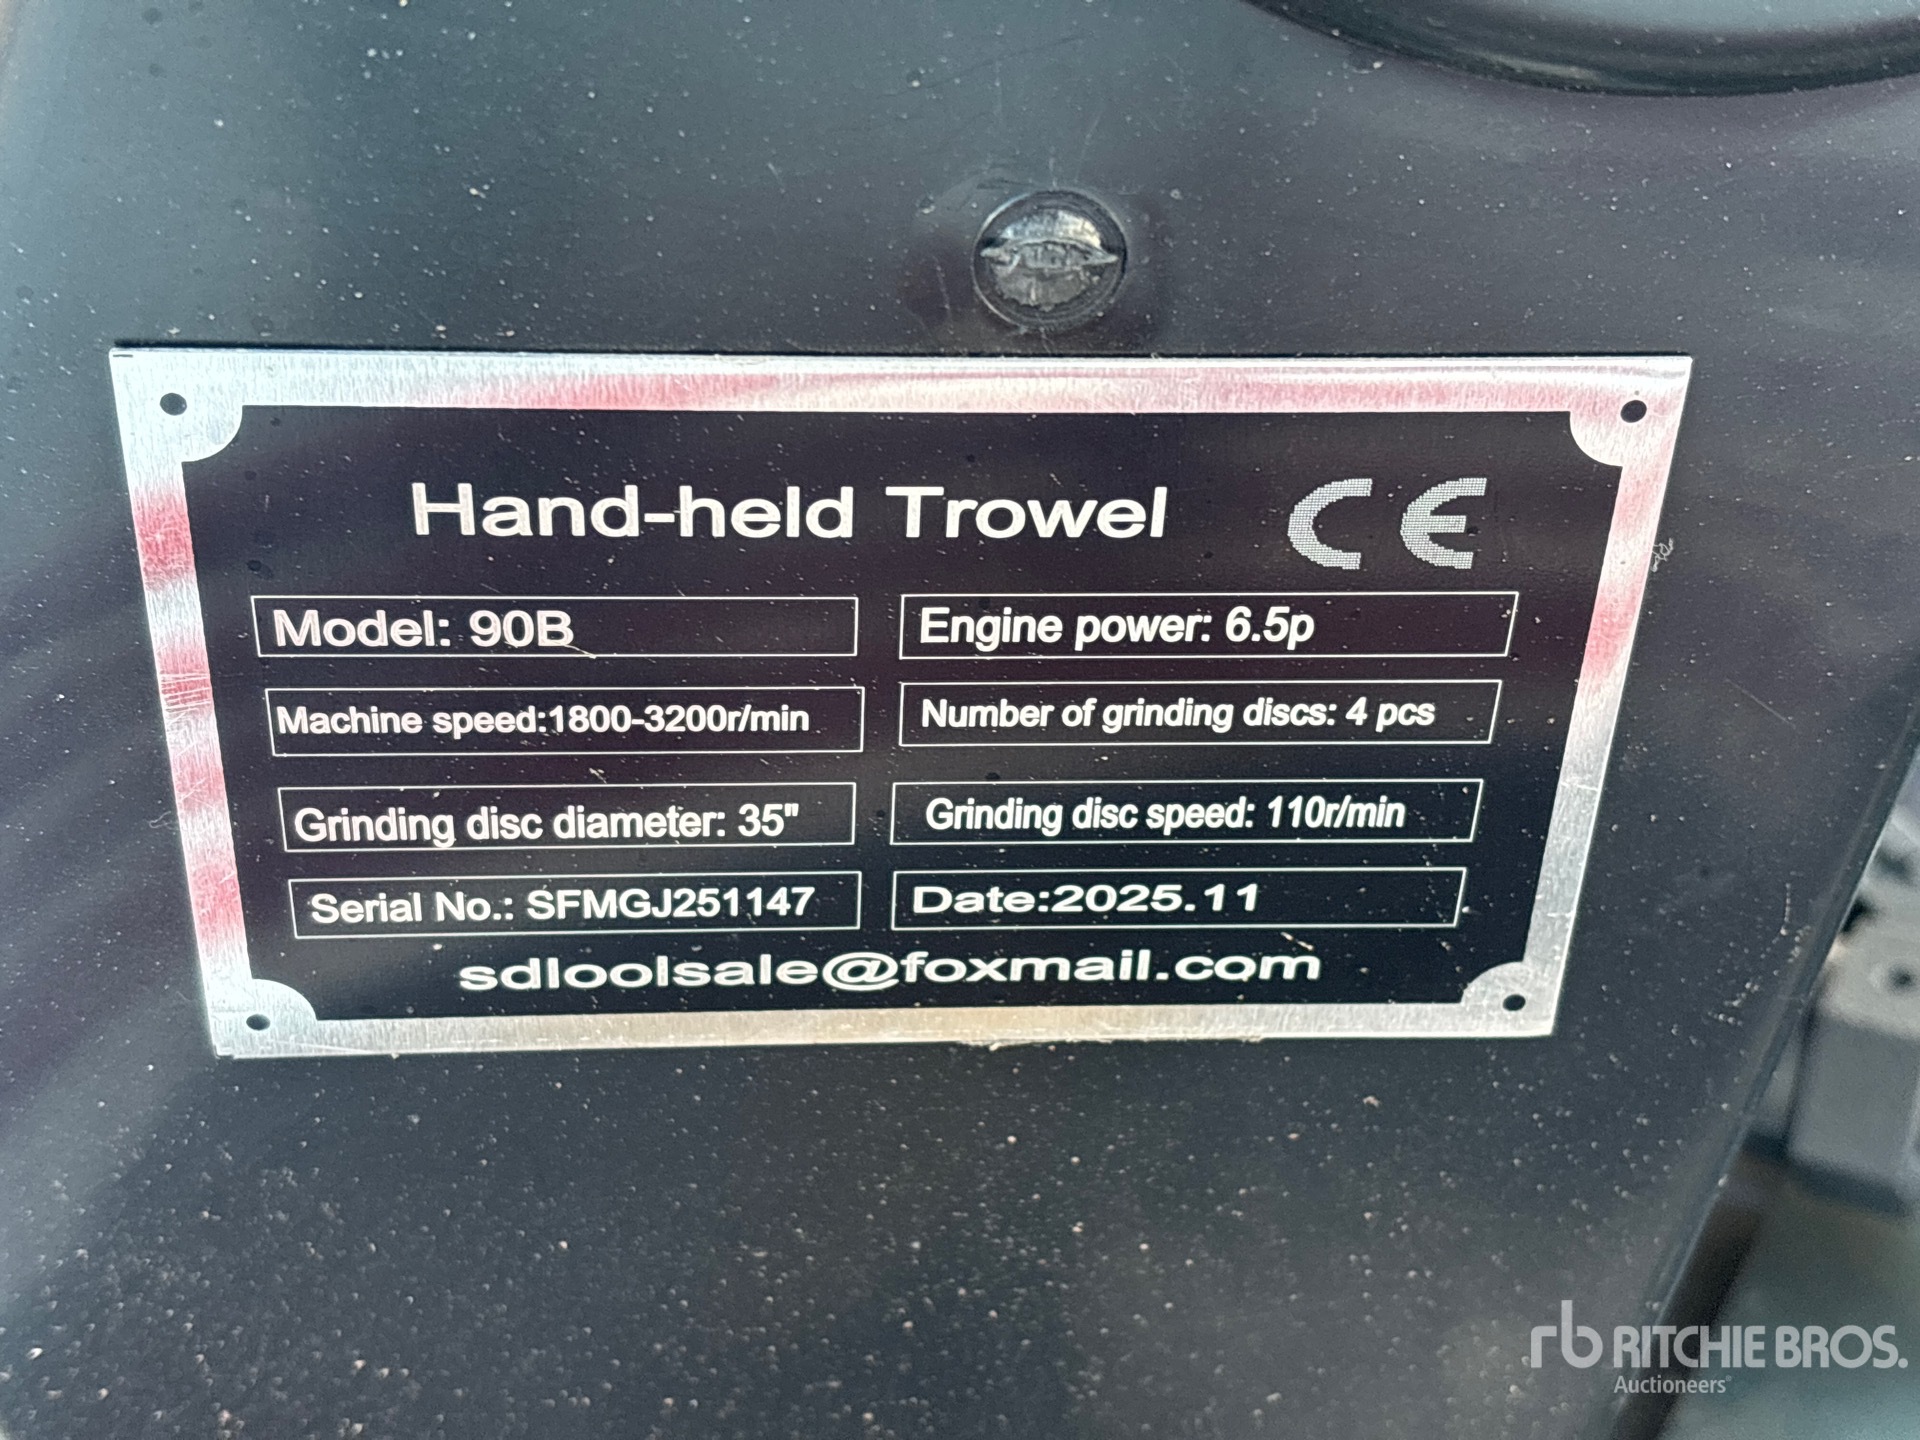 Hand-held Trowel CE
Model: 90B
Engine power: 6.5p
Machine speed:1800-3200r/min
Number of grinding discs: 4 pcs
Grinding disc diameter: 35"
Grinding disc speed: 110r/min
Serial No.: SFMGJ251147
Date:2025.11
sdloolsale@foxmail.com
rb RITCHIE BROS.
Auctioneers